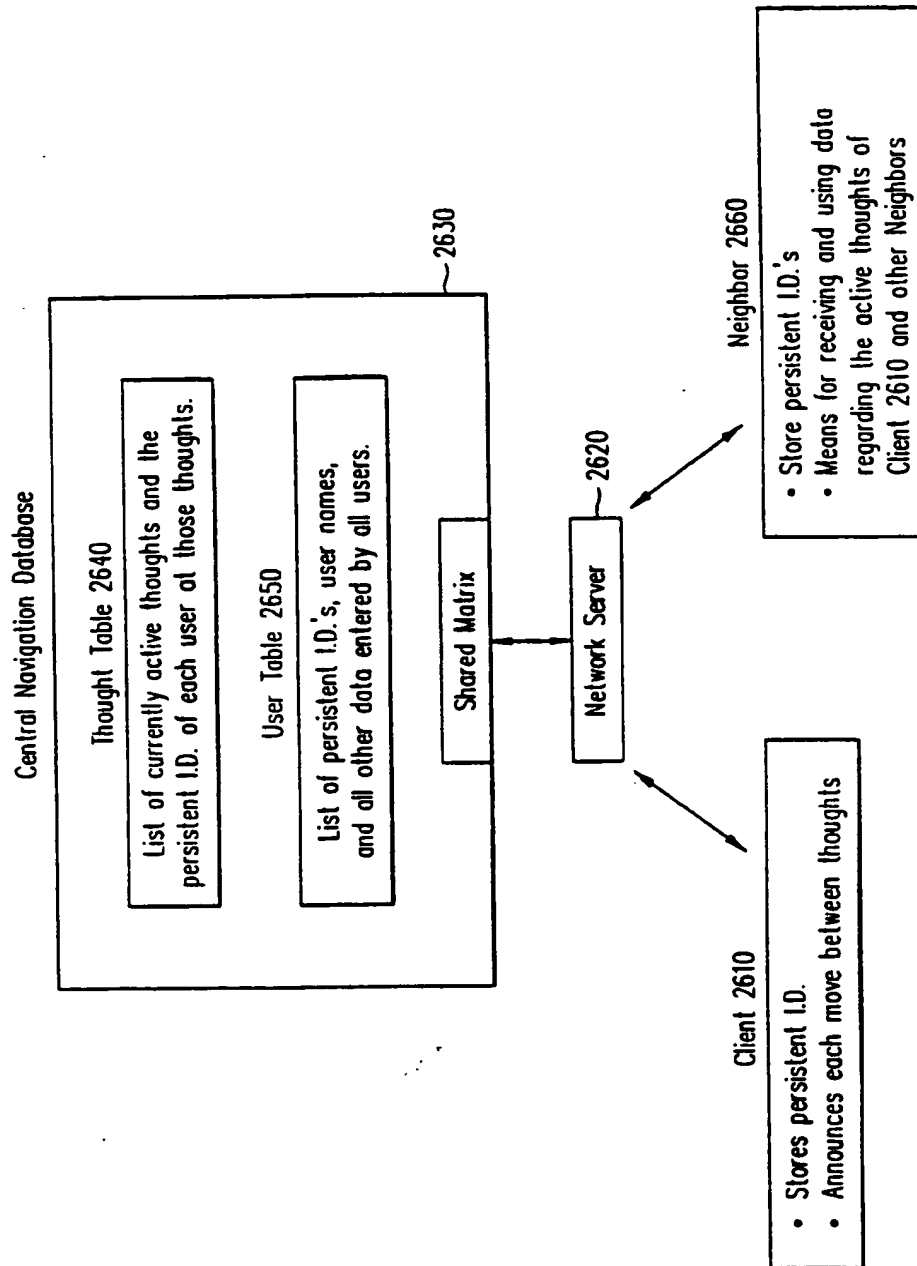 Central Navigation Database
Thought Table 2640
List of currently active thoughts and the
persistent I.D. of each user at those thoughts.
User Table 2650
List of persistent I.D.'s, user names,
and all other data entered by all users.
2630
Shared Matrix
Network Server
2620
Client 2610
• Stores persistent I.D.
• Announces each move between thoughts
Neighbor 2660
• Store persistent I.D.'s
• Means for receiving and using data
regarding the active thoughts of
Client 2610 and other Neighbors